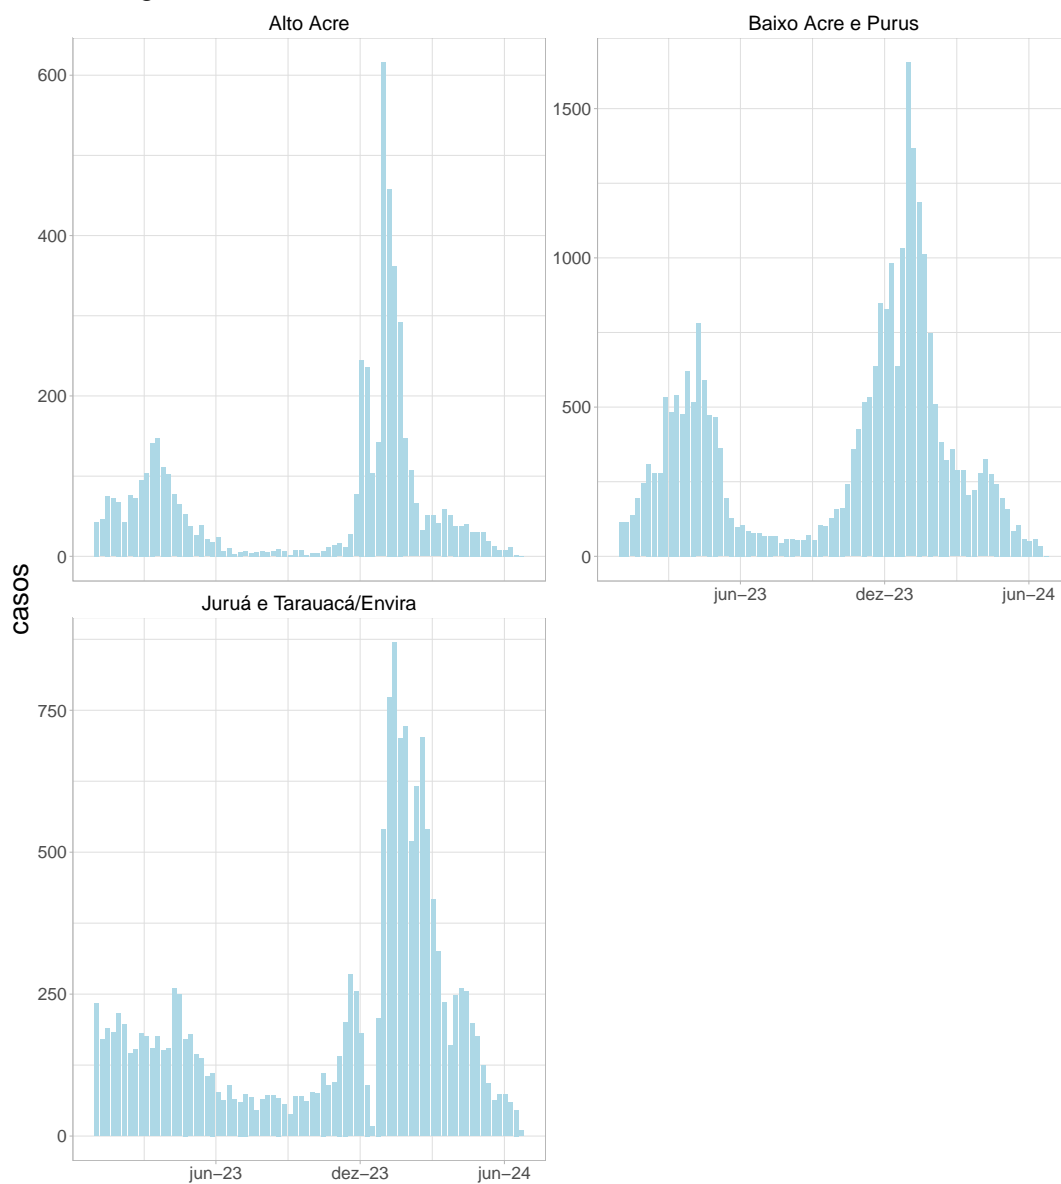 Alto Acre
Baixo Acre e Purus
600
400
200
0
1500
1000
500
0
jun–23
dez–23
jun–24
casos
Juruá e Tarauacá/Envira
750
500
250
0
jun–23
dez–23
jun–24